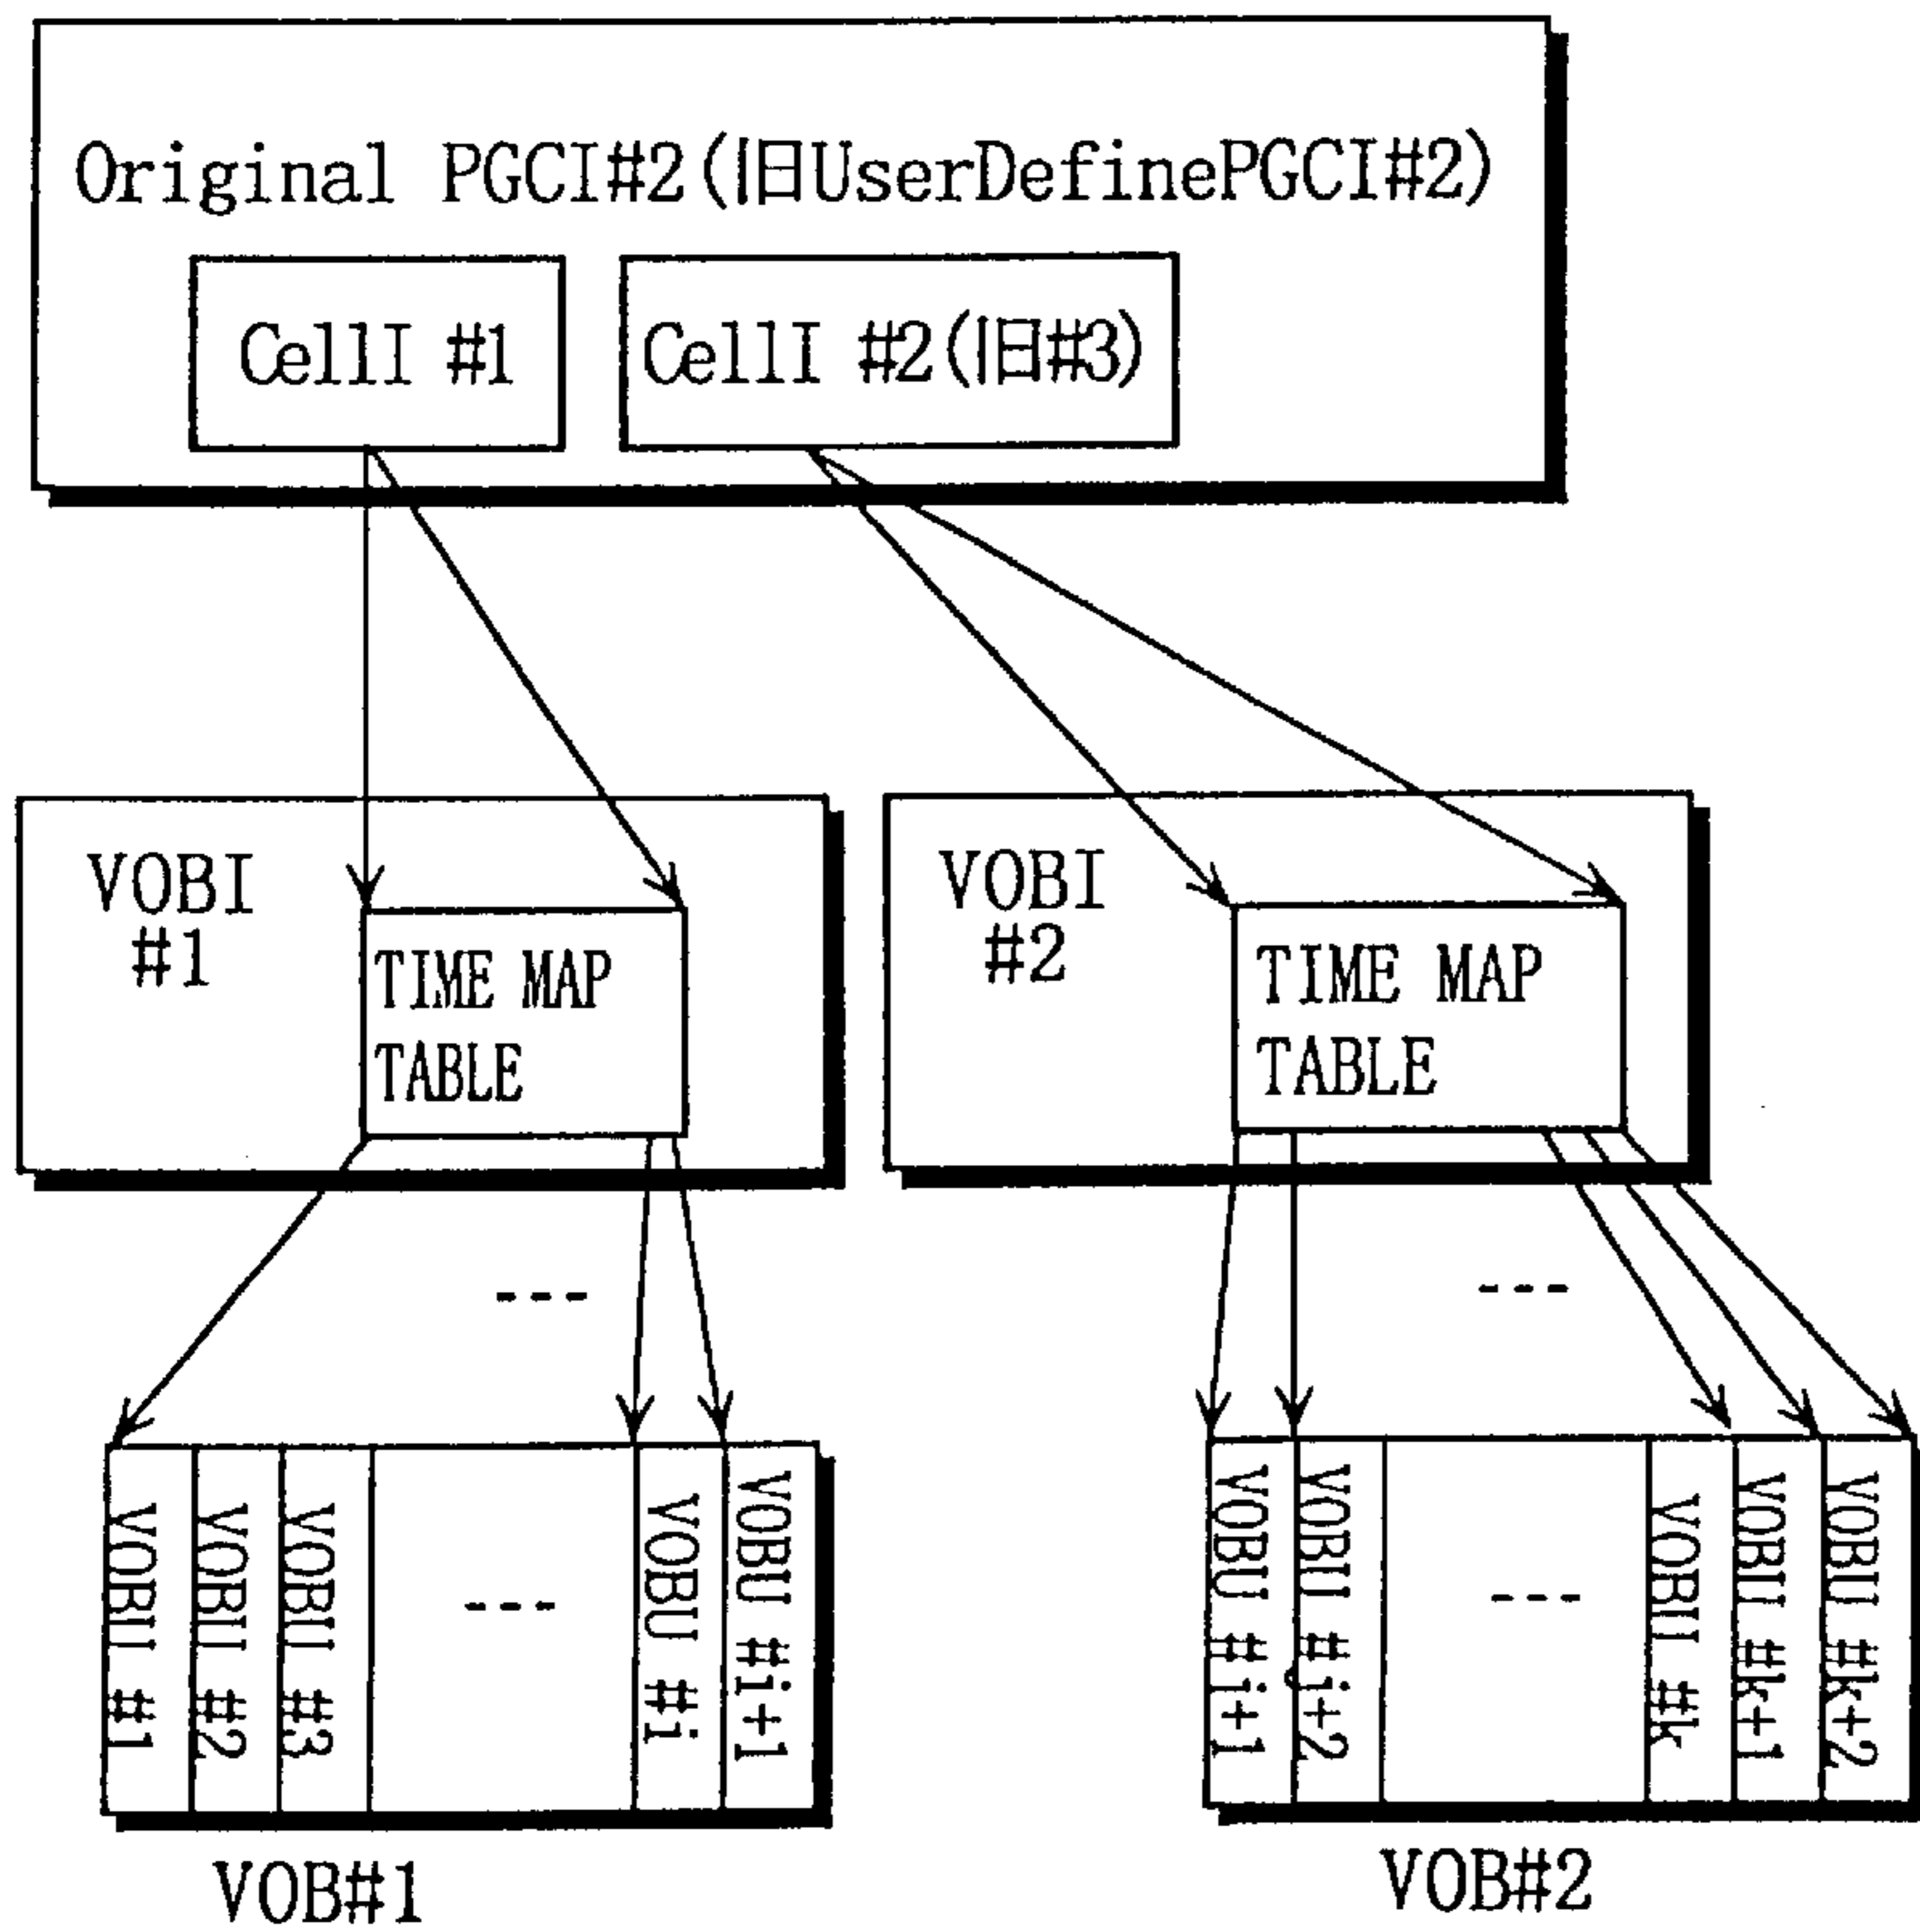 Original PGCI#2(旧UserDefinePGCI#2)
CellI #1
CellI #2(旧#3)
VOBI
#1
TIME MAP
TABLE
VOBI
#2
TIME MAP
TABLE
---
---
VOBU #1
VOBU #2
VOBU #3
---
VOBU #i
VOBU #i+1
VOBU #j+1
VOBU #j+2
---
VOBU #k
VOBU #k+1
VOBU #k+2
VOB#1
VOB#2